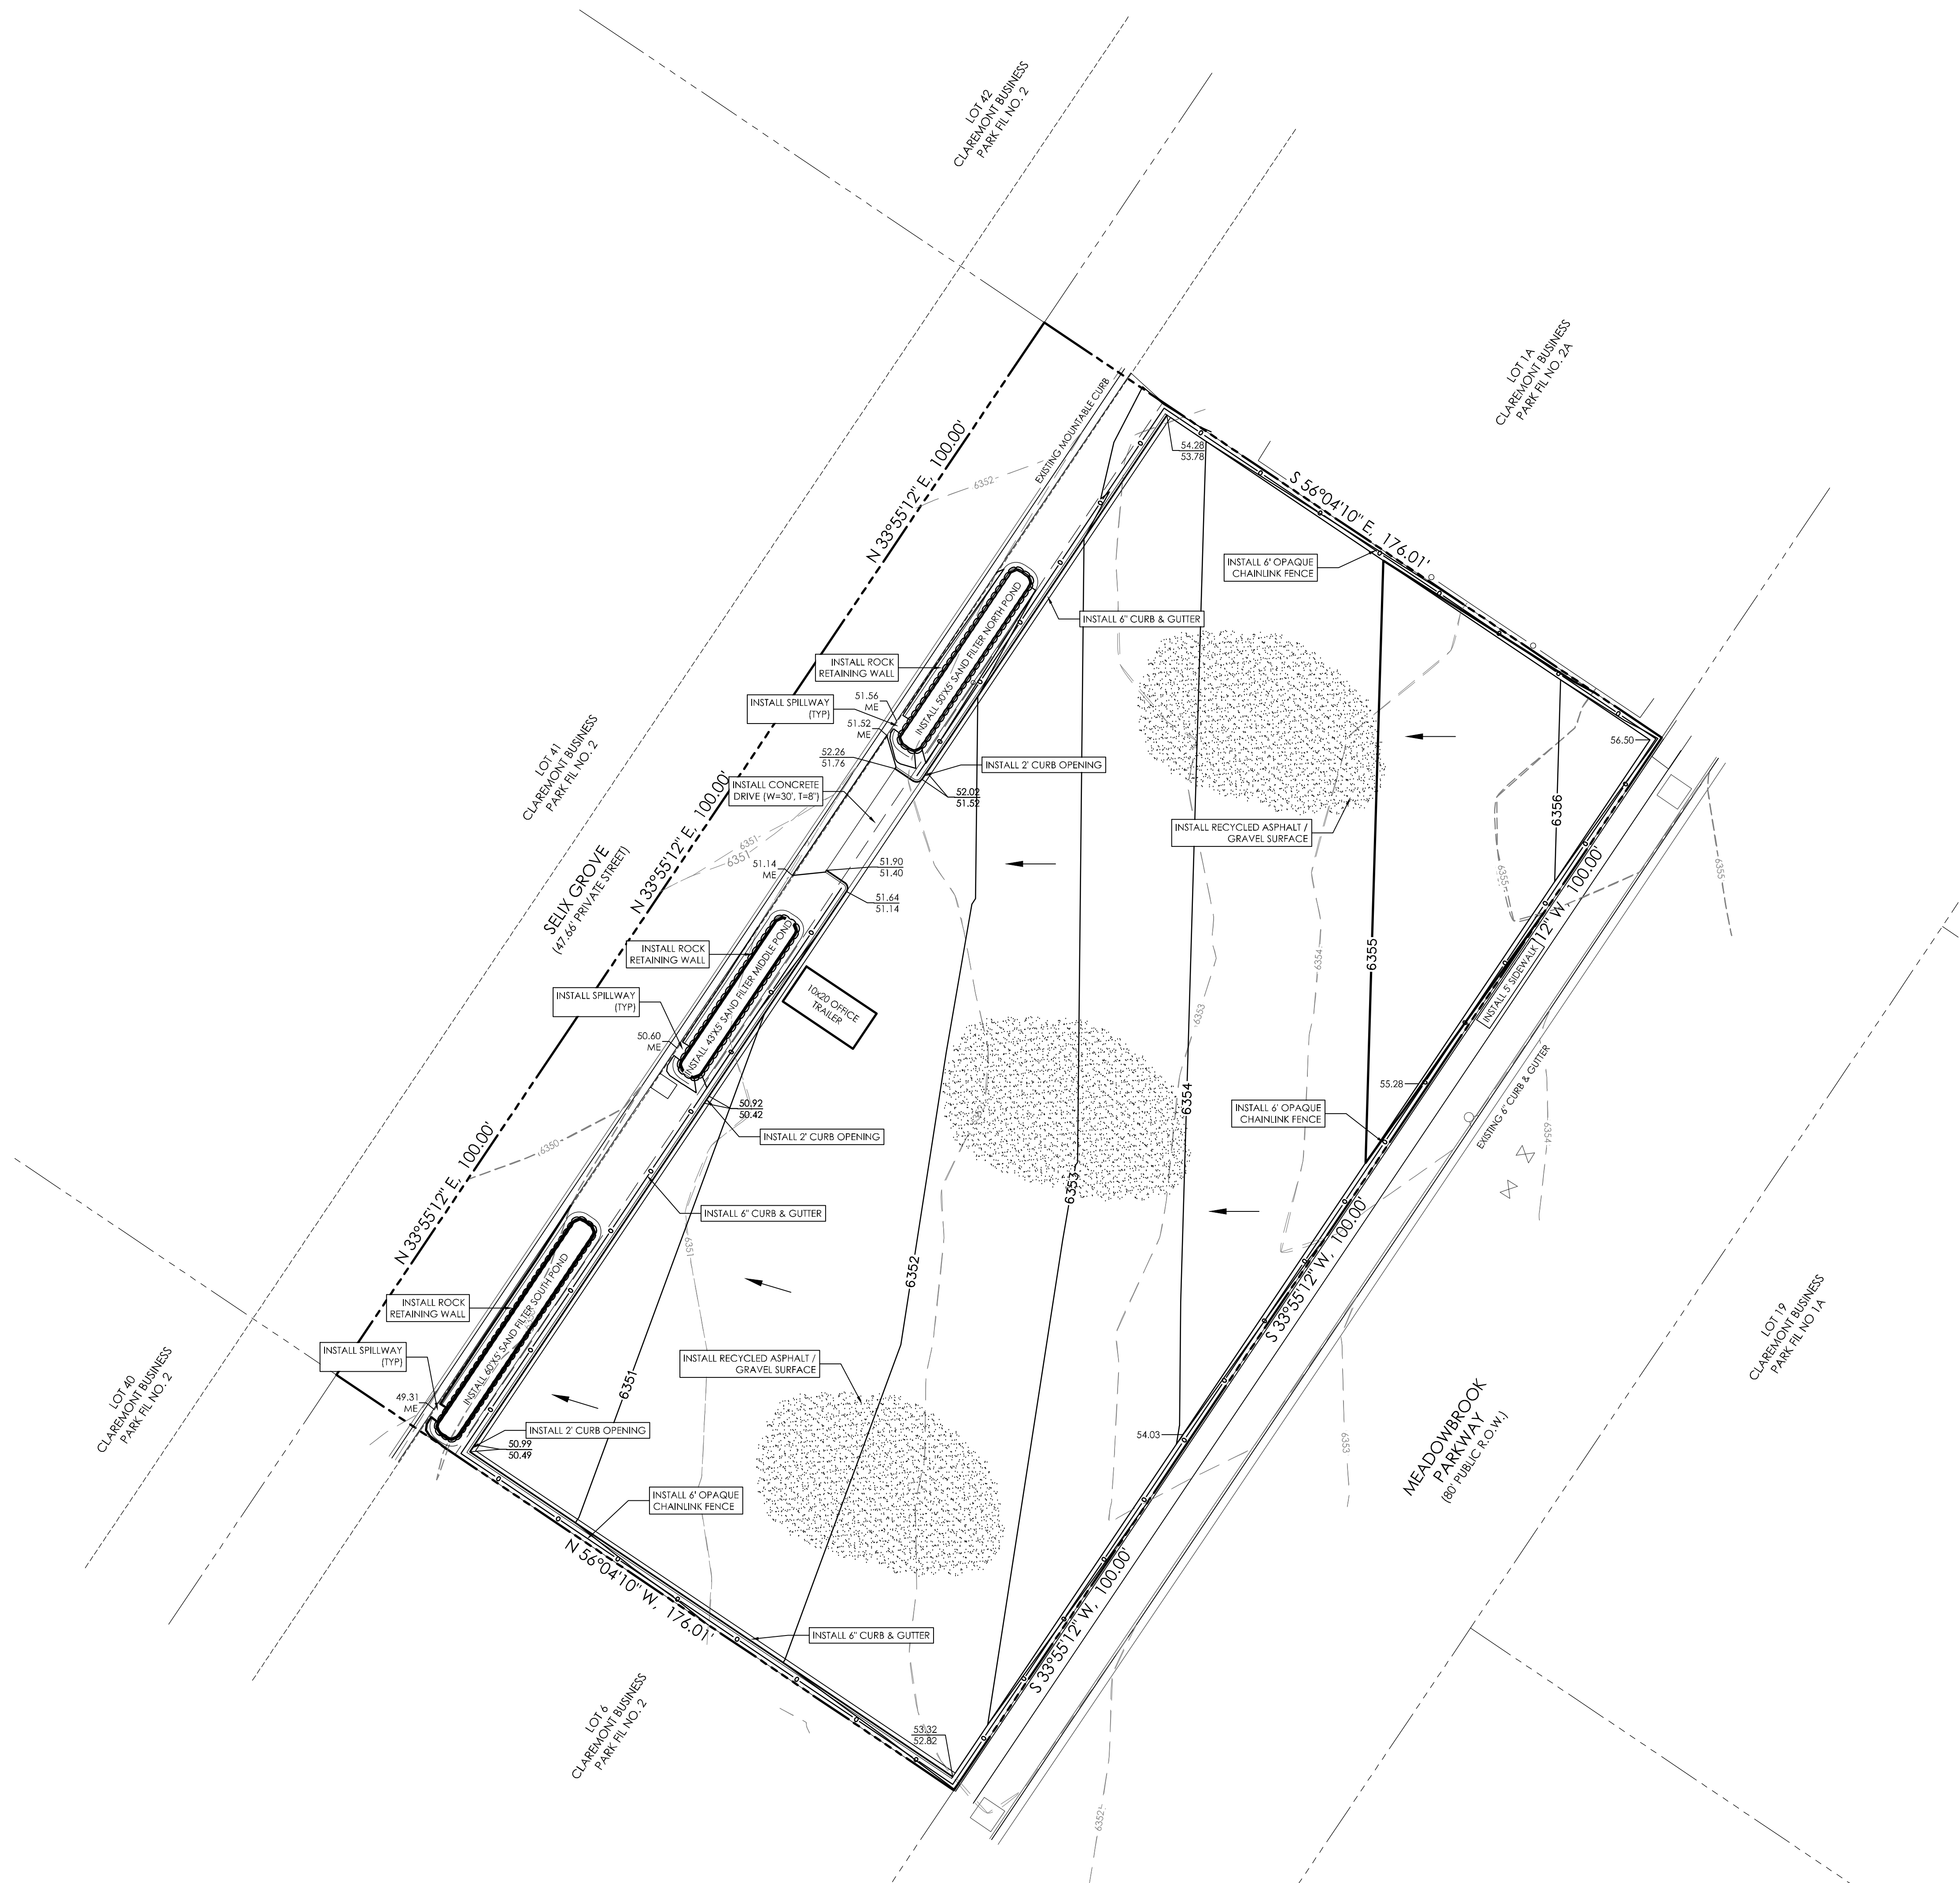 LOT 42
CLAREMONT BUSINESS
PARK FIL NO. 2
LOT 1A
CLAREMONT BUSINESS
PARK FIL NO. 2A
EXISTING MOUNTABLE CURB
N 33°55'12" E, 100.00'
6352
54.28
53.78
S 56°04'10" E, 176.01'
INSTALL 6' OPAQUE
CHAINLINK FENCE
INSTALL 6" CURB & GUTTER
INSTALL 50'X5' SAND FILTER NORTH POND
INSTALL ROCK
RETAINING WALL
INSTALL SPILLWAY
(TYP)
51.56
ME
51.52
ME
52.26
51.76
INSTALL 2' CURB OPENING
52.02
51.52
INSTALL CONCRETE
DRIVE (W=30', T=8")
56.50
6356
INSTALL RECYCLED ASPHALT /
GRAVEL SURFACE
LOT 41
CLAREMONT BUSINESS
PARK FIL NO. 2
SELIX GROVE
(47.66' PRIVATE STREET)
N 33°55'12" E, 100.00'
6351
6351
51.14
ME
51.90
51.40
51.64
51.14
6355
6355
6355
6354
6353
12" W, 100.00'
INSTALL 5' SIDEWALK
INSTALL ROCK
RETAINING WALL
INSTALL 43'X5' SAND FILTER MIDDLE POND
10x20 OFFICE
TRAILER
INSTALL SPILLWAY
(TYP)
50.60
ME
50.92
50.42
INSTALL 2' CURB OPENING
6354
55.28
INSTALL 6' OPAQUE
CHAINLINK FENCE
EXISTING 6" CURB & GUTTER
6354
N 33°55'12" E, 100.00'
6350
6353
INSTALL 6" CURB & GUTTER
6351
6352
S 33°55'12" W, 100.00'
INSTALL ROCK
RETAINING WALL
INSTALL 60'X5' SAND FILTER SOUTH POND
INSTALL SPILLWAY
(TYP)
49.31
ME
LOT 40
CLAREMONT BUSINESS
PARK FIL NO. 2
6351
INSTALL RECYCLED ASPHALT /
GRAVEL SURFACE
INSTALL 2' CURB OPENING
50.99
50.49
54.03
6353
LOT 19
CLAREMONT BUSINESS
PARK FIL NO 1A
MEADOWBROOK
PARKWAY
(80' PUBLIC R.O.W.)
INSTALL 6' OPAQUE
CHAINLINK FENCE
N 56°04'10" W, 176.01'
S 33°55'12" W, 100.00'
INSTALL 6" CURB & GUTTER
LOT 6
CLAREMONT BUSINESS
PARK FIL NO. 2
53.32
52.82
6352